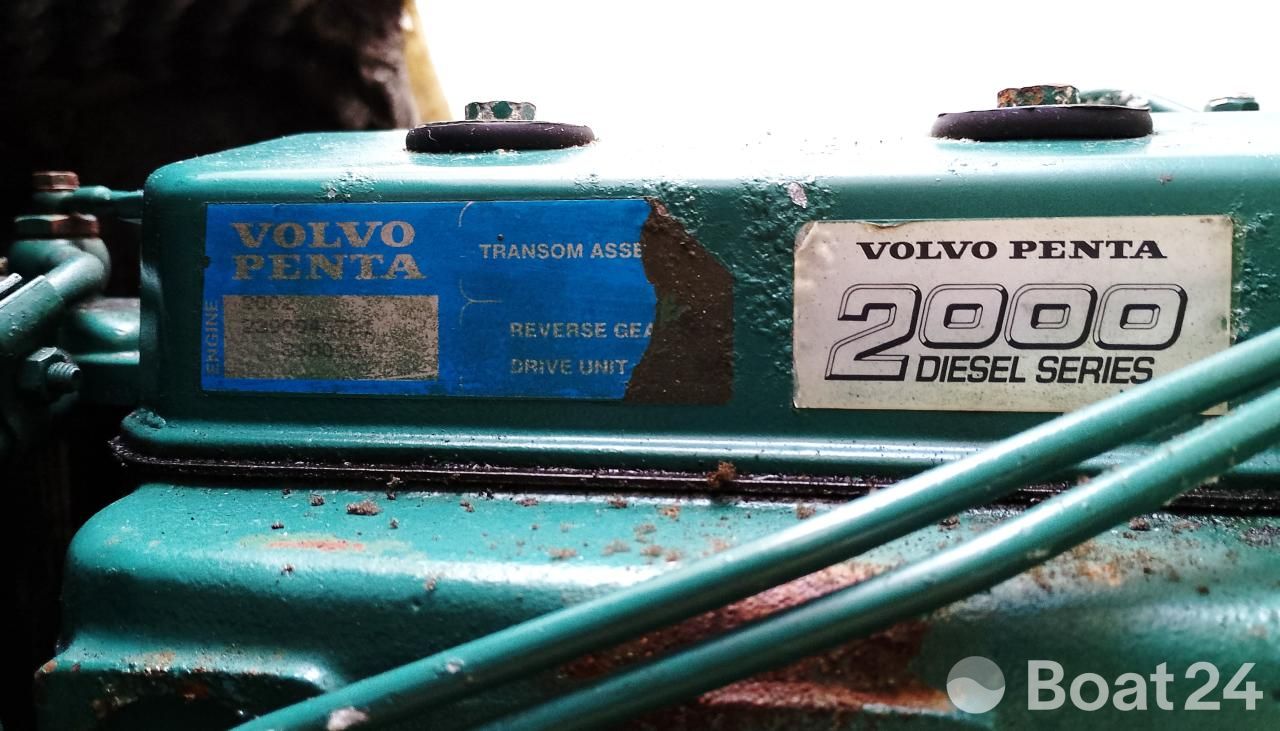 VOLVO
PENTA
ENGINE
TRANSOM ASSE
REVERSE GEA
DRIVE UNIT
VOLVO PENTA
2000
DIESEL SERIES
Boat24